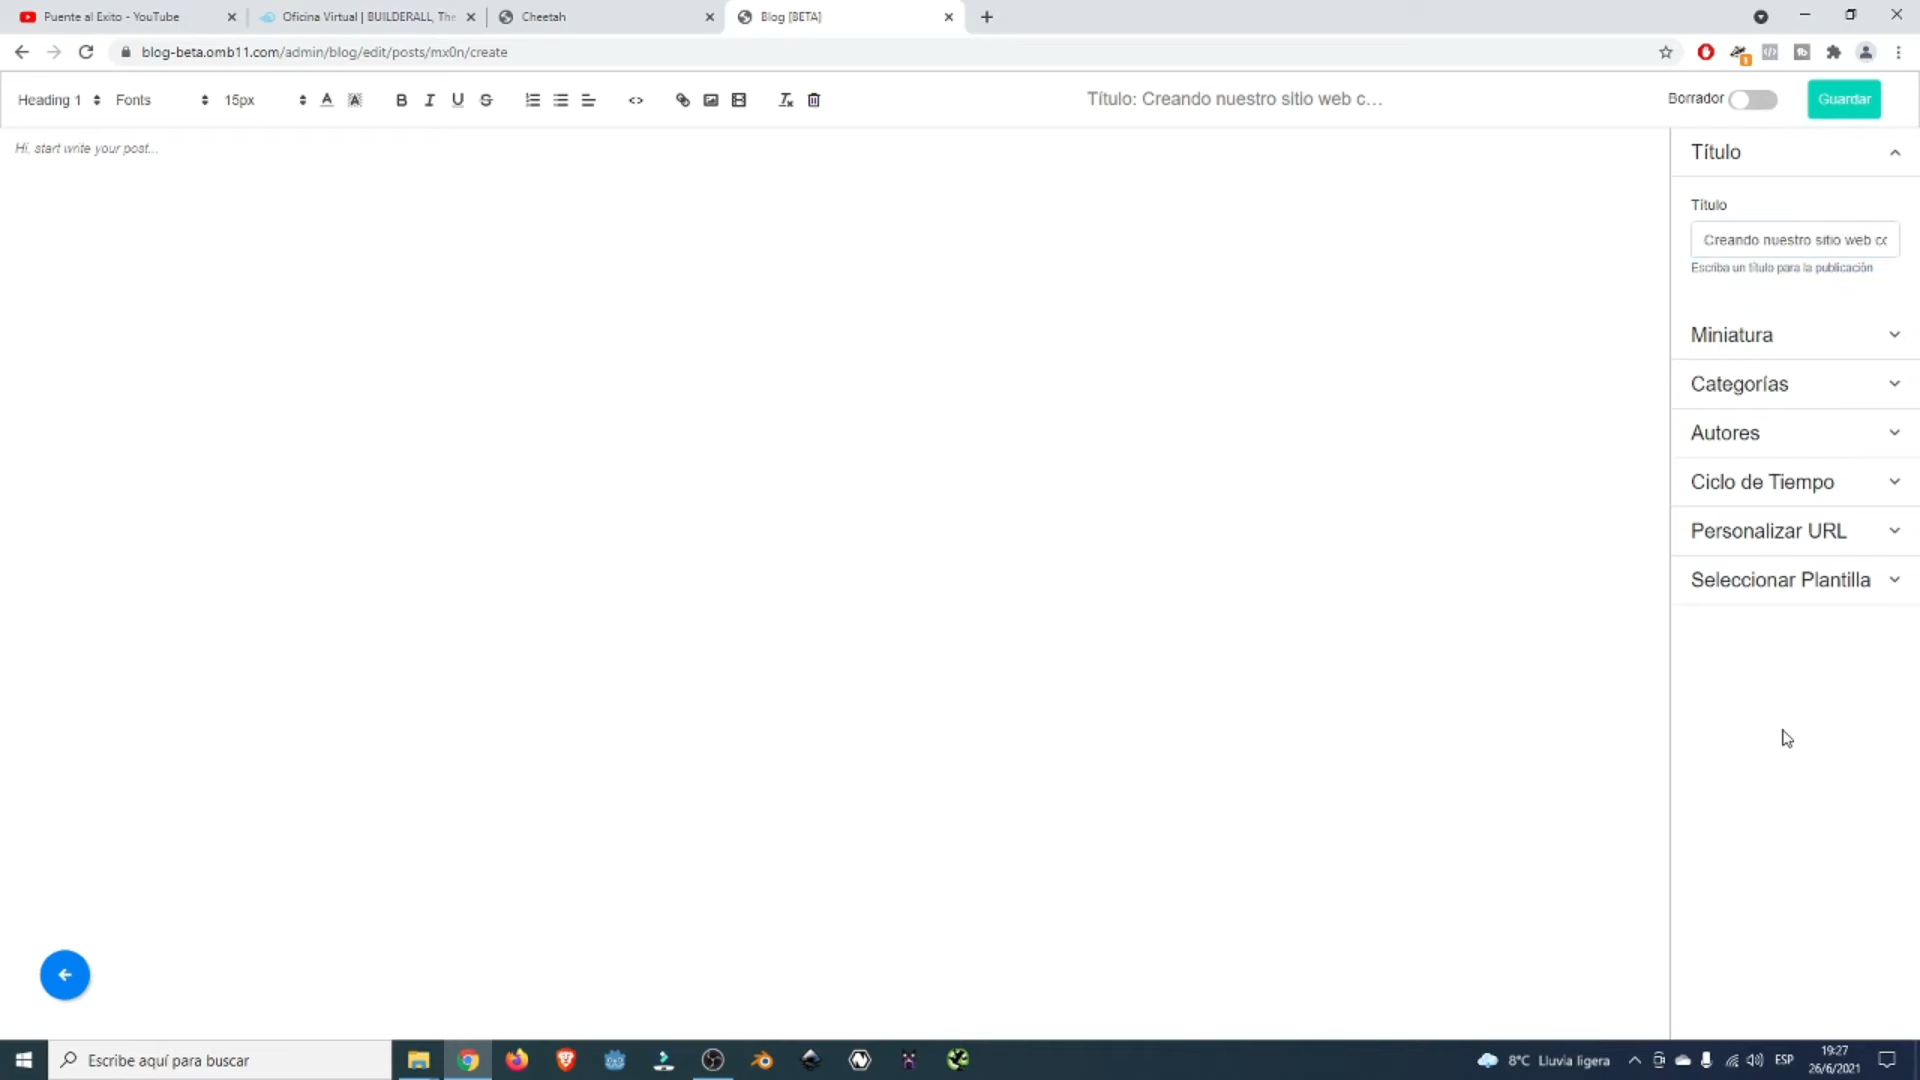 Puente al Exito - YouTube
Oficina Virtual | BUILDERALL, The
Cheetah
Blog [BETA]
blog-beta.omb11.com/admin/blog/edit/posts/mx0n/create
Heading 1
Fonts
15px
Título: Creando nuestro sitio web c...
Borrador
Guardar
Hi, start write your post...
Título
Título
Creando nuestro sitio web cc
Escriba un título para la publicación
Miniatura
Categorías
Autores
Ciclo de Tiempo
Personalizar URL
Seleccionar Plantilla
Escribe aquí para buscar
8°C Lluvia ligera
ESP
19:27
26/6/2021